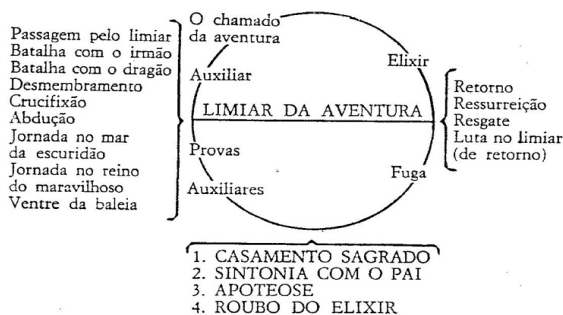 O chamado
da aventura
Passagem pelo limiar
Batalha com o irmão
Batalha com o dragão
Desmembramento
Crucifixão
Abdução
Jornada no mar
da escuridão
Jornada no reino
do maravilhoso
Ventre da baleia
Auxiliar
Elixir
LIMIAR DA AVENTURA
Retorno
Ressurreição
Resgate
Luta no limiar
(de retorno)
Provas
Auxiliares
Fuga
1. CASAMENTO SAGRADO
2. SINTONIA COM O PAI
3. APOTEOSE
4. ROUBO DO ELIXIR